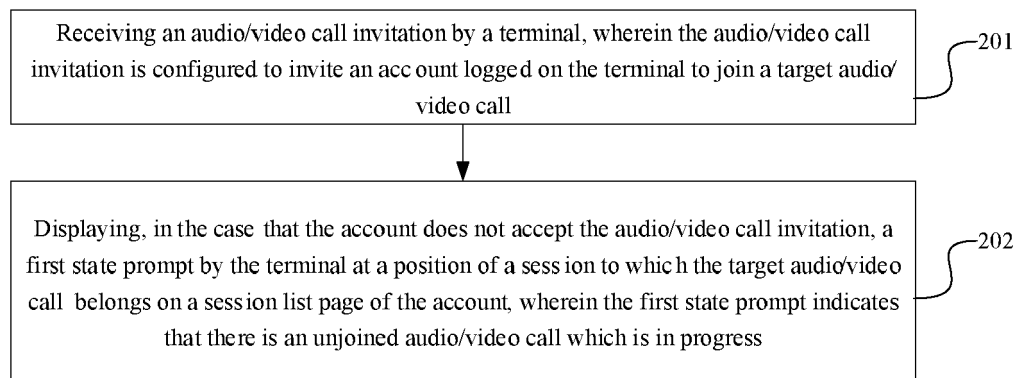 Receiving an audio/video call invitation by a terminal, wherein the audio/video call
invitation is configured to invite an account logged on the terminal to join a target audio/
video call
201
Displaying, in the case that the account does not accept the audio/video call invitation, a
first state prompt by the terminal at a position of a session to which the target audio/video
call belongs on a session list page of the account, wherein the first state prompt indicates
that there is an unjoined audio/video call which is in progress
202